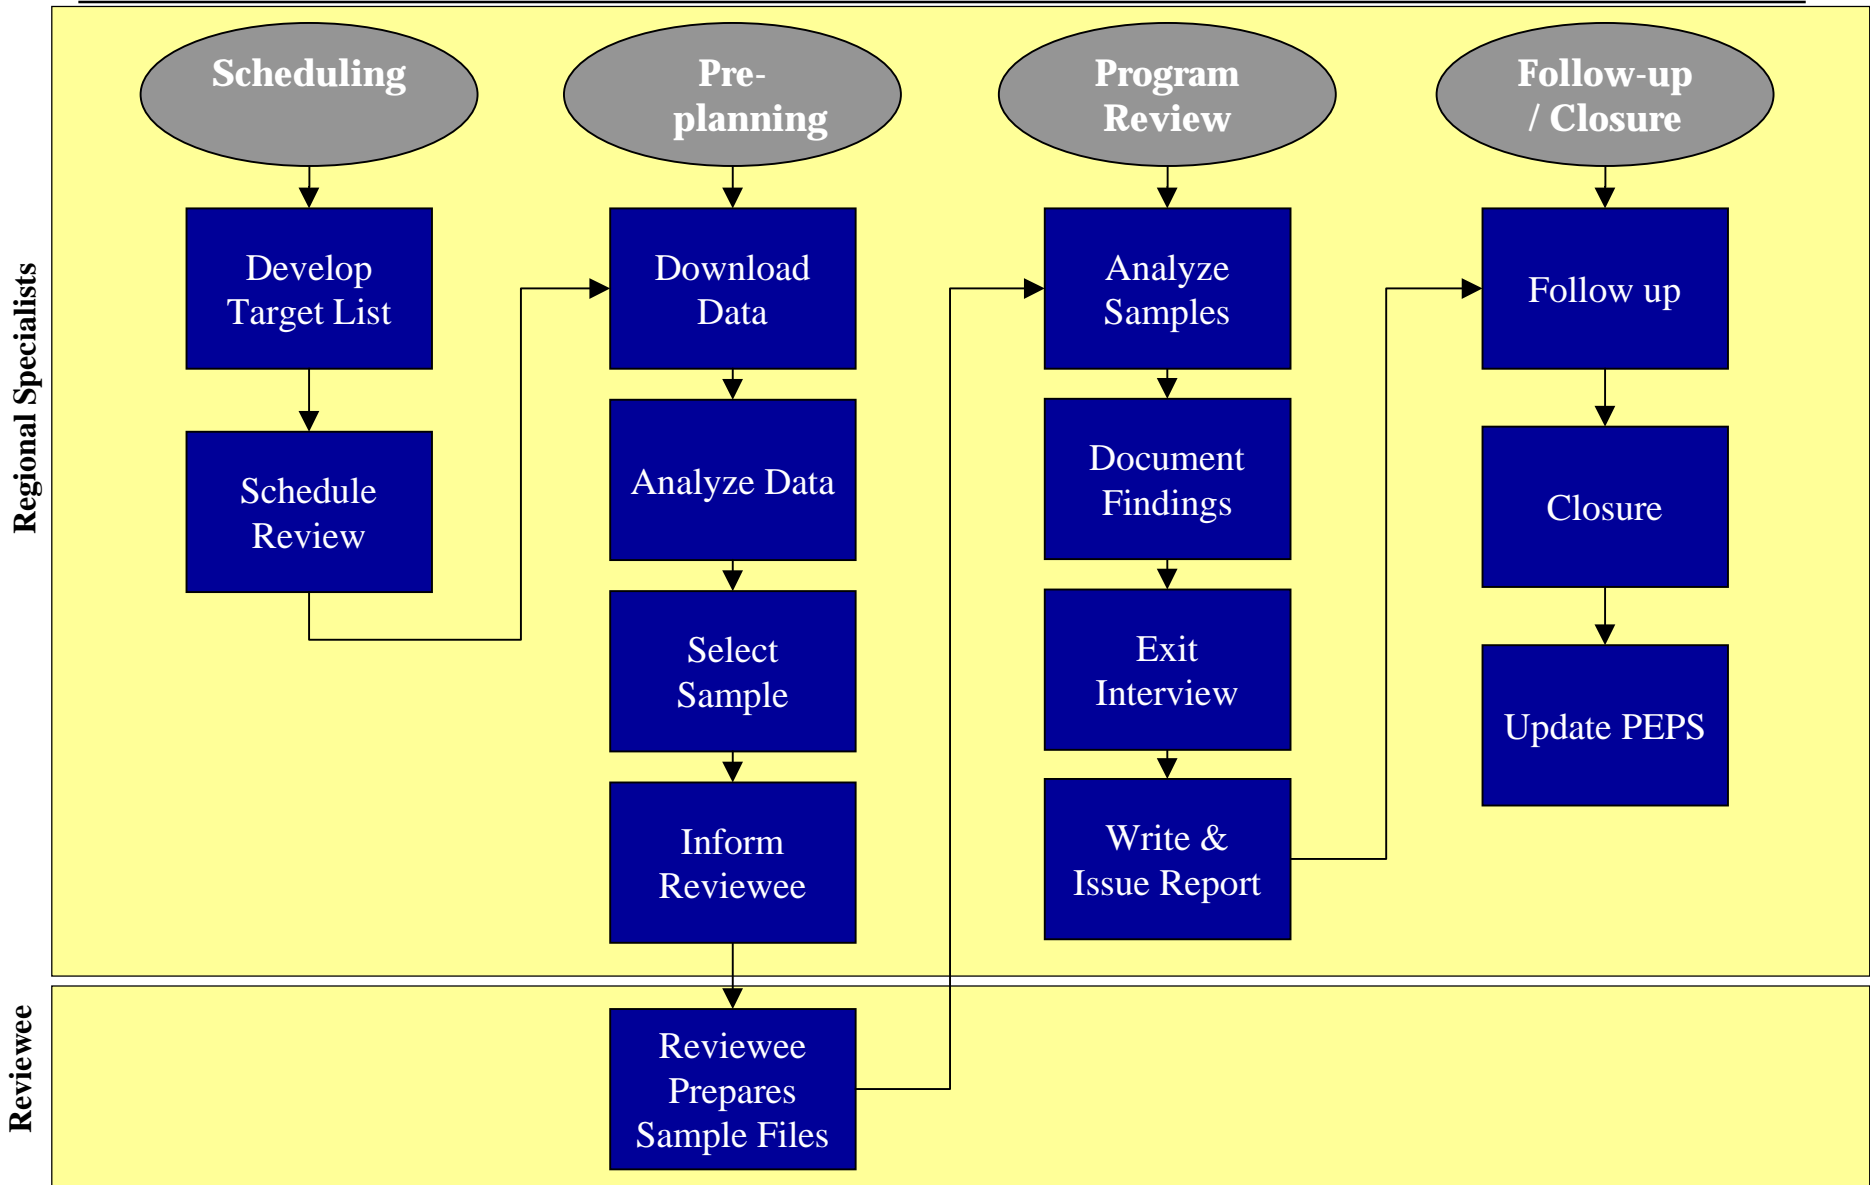 Regional Specialists
Scheduling
Develop
Target List
Schedule
Review
Pre-
planning
Download
Data
Analyze Data
Select
Sample
Inform
Reviewee
Program
Review
Analyze
Samples
Document
Findings
Exit
Interview
Write &
Issue Report
Follow-up
/ Closure
Follow up
Closure
Update PEPS
Reviewee
Reviewee
Prepares
Sample Files